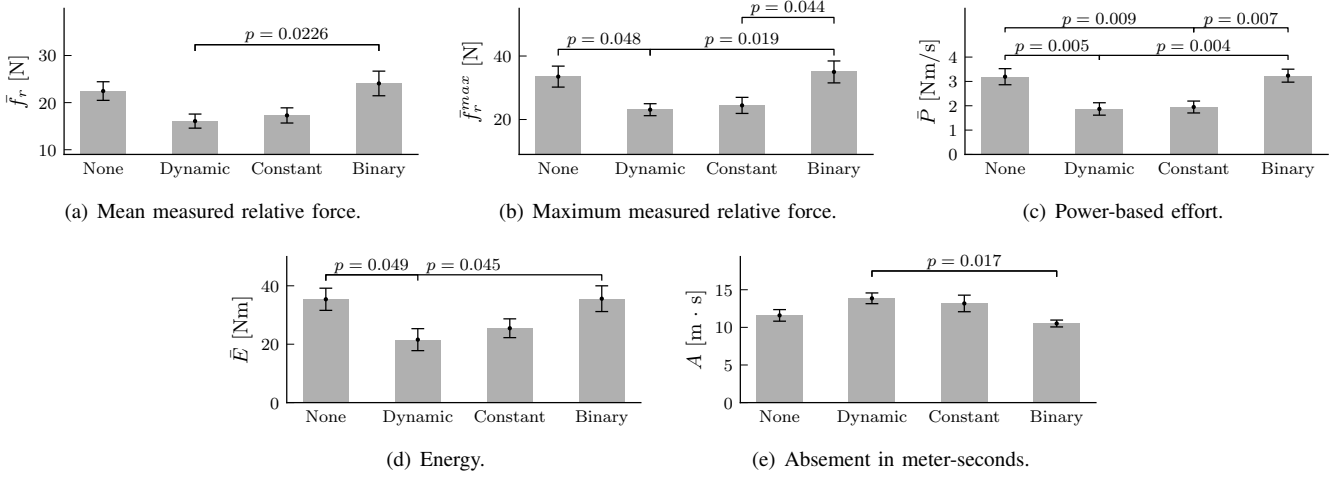 p = 0.0226
f̄_r [N]
30
20
10
None Dynamic Constant Binary
(a) Mean measured relative force.
p = 0.044
p = 0.048 p = 0.019
f̄_r^{max} [N]
40
20
None Dynamic Constant Binary
(b) Maximum measured relative force.
p = 0.009 p = 0.007
p = 0.005 p = 0.004
P̄ [Nm/s]
4
3
2
1
0
None Dynamic Constant Binary
(c) Power-based effort.
p = 0.049 p = 0.045
Ē [Nm]
40
20
0
None Dynamic Constant Binary
(d) Energy.
p = 0.017
A [m · s]
15
10
5
0
None Dynamic Constant Binary
(e) Absement in meter-seconds.